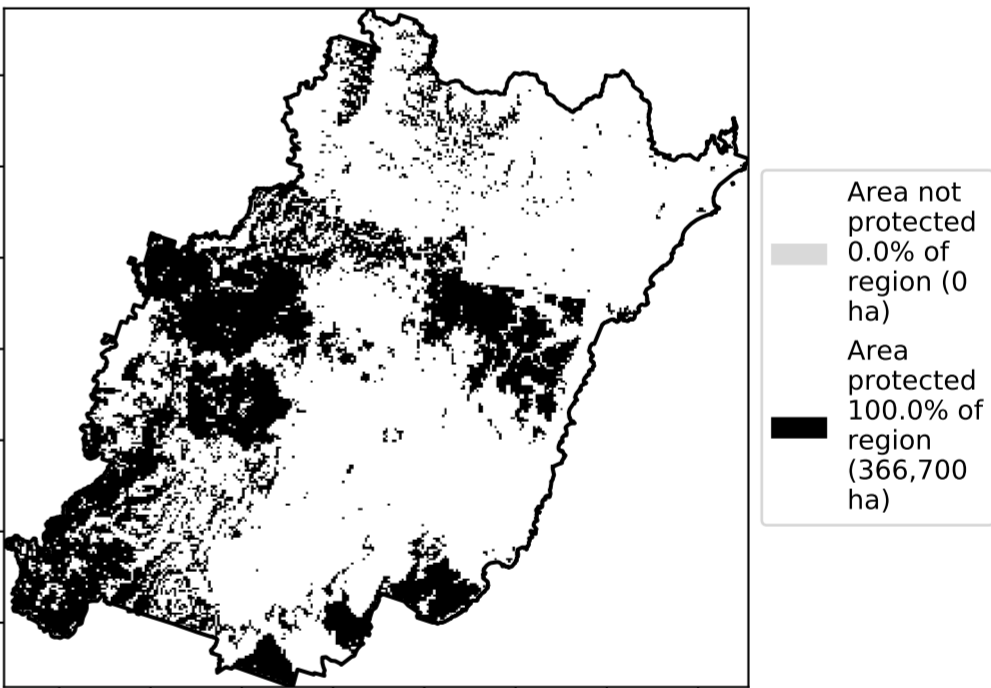 Area not
protected
0.0% of
region (0
ha)
Area
protected
100.0% of
region
(366,700
ha)